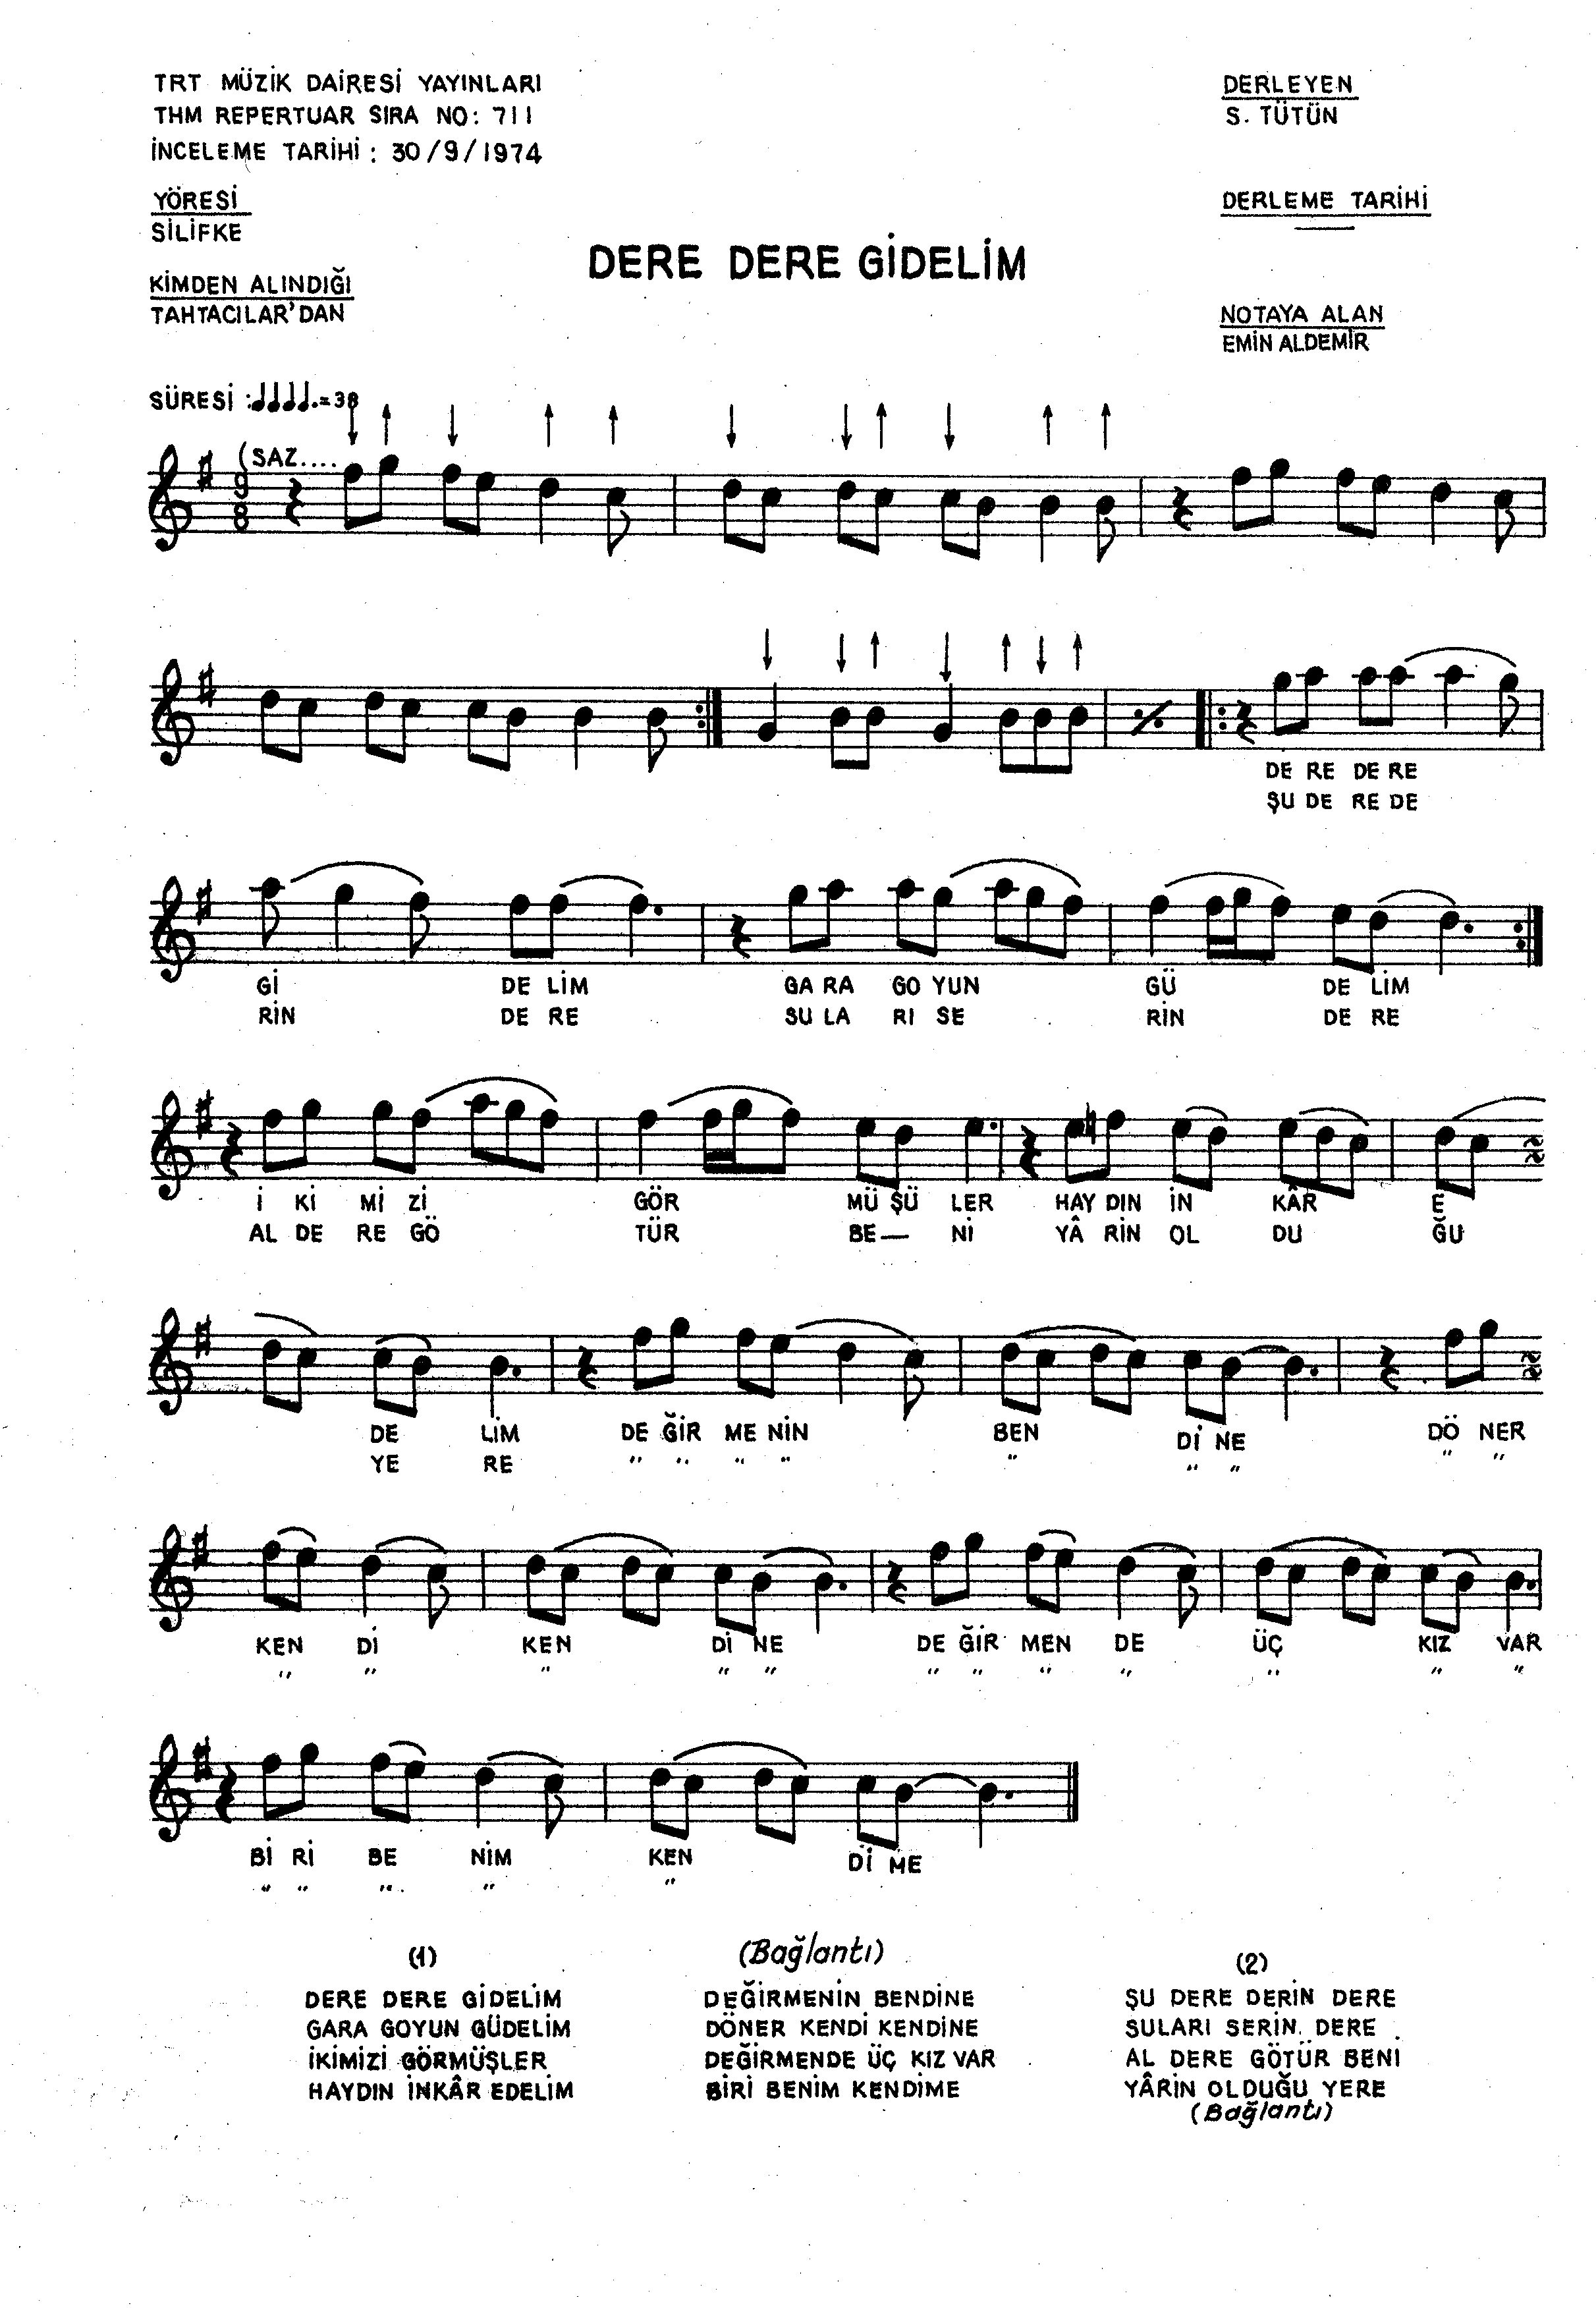 TRT MÜZİK DAİRESİ YAYINLARI
THM REPERTUAR SIRA NO: 711
İNCELEME TARİHİ : 30/9/1974
DERLEYEN
S. TÜTÜN
YÖRESİ
SİLİFKE
DERLEME TARİHİ
DERE DERE GİDELİM
KİMDEN ALINDIĞI
TAHTACILAR'DAN
NOTAYA ALAN
EMİN ALDEMİR
SÜRESİ : ♩♩♩♩. = 38
(SAZ....
9
8
DE RE DE RE
ŞU DE RE DE
Gİ DE LİM GA RA GO YUN GÜ DE LİM
RİN DE RE SU LA RI SE RİN DE RE
İ Kİ Mİ Zİ GÖR MÜ ŞÜ LER HAY DIN İN KÂR E
AL DE RE GÖ TÜR BE— Nİ YÂ RİN OL DU ĞU
DE LİM DE ĞİR ME NİN BEN Dİ NE DÖ NER
YE RE " " " " " " " " "
KEN Dİ KEN Dİ NE DE ĞİR MEN DE ÜÇ KIZ VAR
" " " " " " " " " " " "
Bİ Rİ BE NİM KEN Dİ ME
" " " " "
(1)
DERE DERE GİDELİM
GARA GOYUN GÜDELİM
İKİMİZİ GÖRMÜŞLER
HAYDIN İNKÂR EDELİM
(Bağlantı)
DEĞİRMENİN BENDİNE
DÖNER KENDİ KENDİNE
DEĞİRMENDE ÜÇ KIZ VAR
BİRİ BENİM KENDİME
(2)
ŞU DERE DERİN DERE
SULARI SERİN DERE
AL DERE GÖTÜR BENİ
YÂRİN OLDUĞU YERE
(Bağlantı)